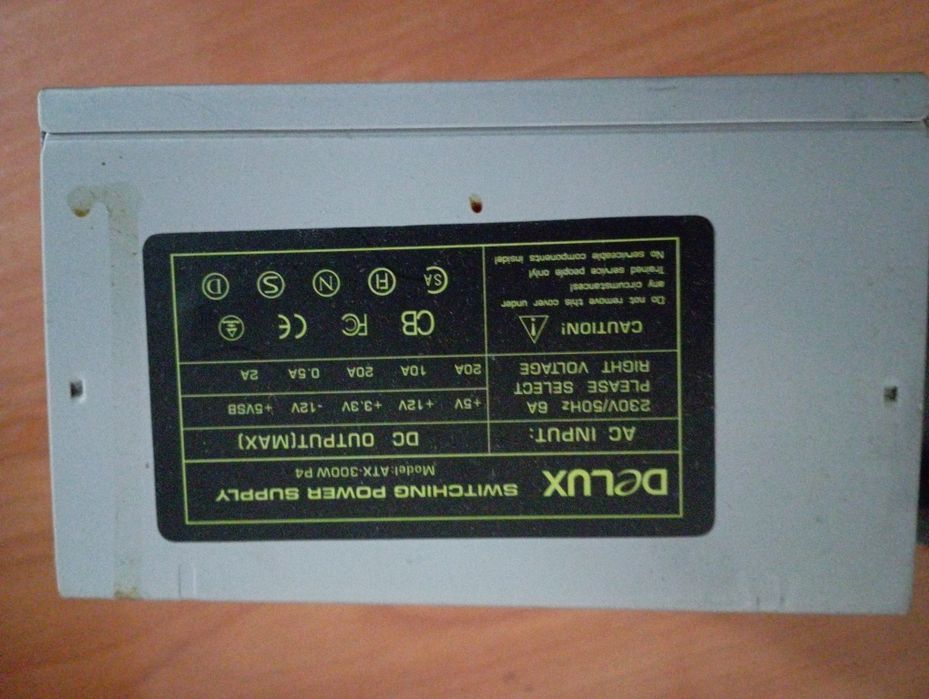 DeLUX SWITCHING POWER SUPPLY
Model:ATX-300W P4
AC INPUT:
230V/50Hz 6A
PLEASE SELECT
RIGHT VOLTAGE
DC OUTPUT(MAX)
+5V +12V +3.3V -12V +5VSB
20A 10A 20A 0.5A 2A
CAUTION!
Do not remove this cover under
any circumstances!
Trained service people only!
No serviceable components inside!
CB FC CE
SA FI N S D